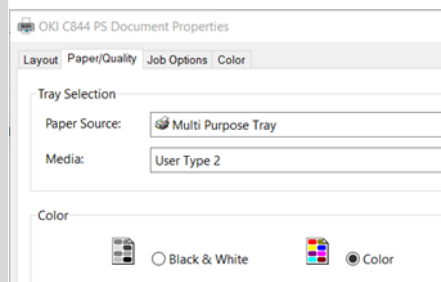 OKI C844 PS Document Properties
Layout Paper/Quality Job Options Color
Tray Selection
Paper Source: Multi Purpose Tray
Media: User Type 2
Color
Black & White Color